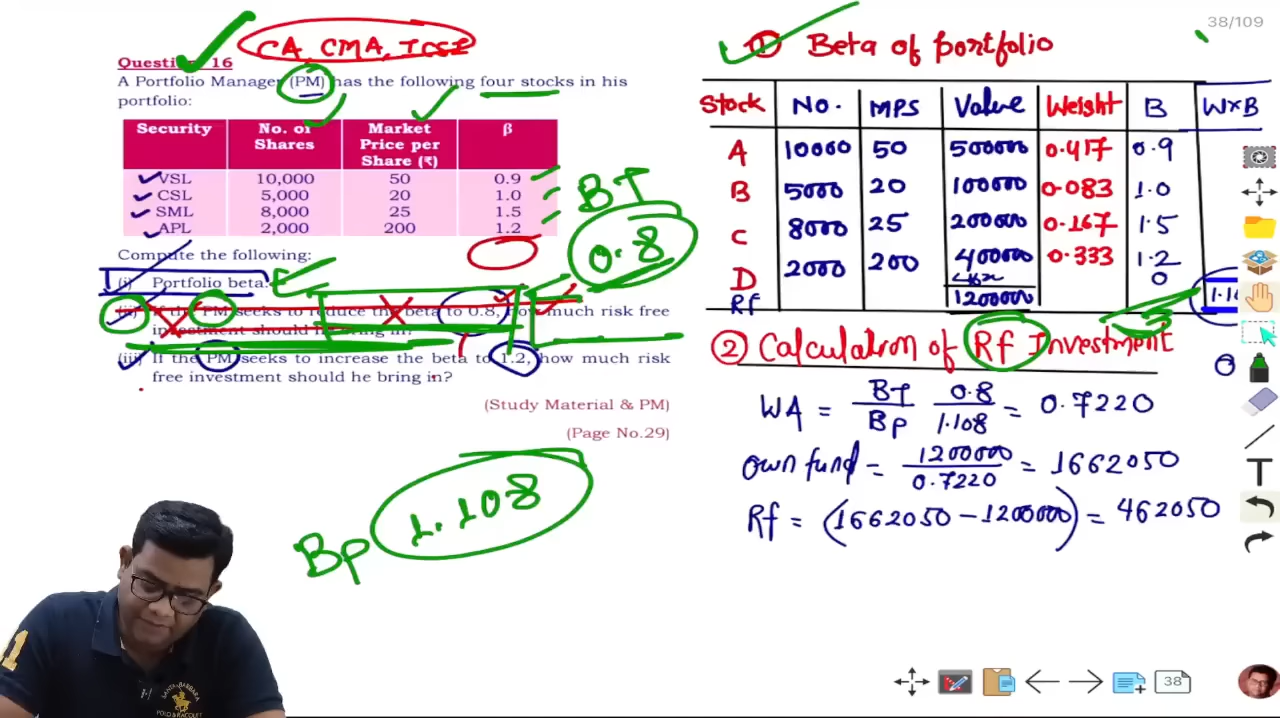 38/109
CA, CMA, ICSI
Question 16
A Portfolio Manager (PM) has the following four stocks in his
portfolio:
Security No. of Shares Market Price per Share (₹) β
VSL 10,000 50 0.9
CSL 5,000 20 1.0
SML 8,000 25 1.5
APL 2,000 200 1.2
BT
0.8
Compute the following:
(i) Portfolio beta.
(ii) If the PM seeks to reduce the beta to 0.8, how much risk free
investment should he bring in?
(iii) If the PM seeks to increase the beta to 1.2, how much risk
free investment should he bring in?
(Study Material & PM)
(Page No.29)
Bp 1.108
① Beta of portfolio
Stock No. MPS Value Weight B W×B
A 10000 50 500000 0.417 0.9
B 5000 20 100000 0.083 1.0
C 8000 25 200000 0.167 1.5
D 2000 200 400000 0.333 1.2
Rf 0
1200000
② Calculation of Rf Investment
WA = BT/Bp 0.8/1.108 = 0.7220
own fund = 1200000/0.7220 = 1662050
Rf = (1662050 - 1200000) = 462050
T
38